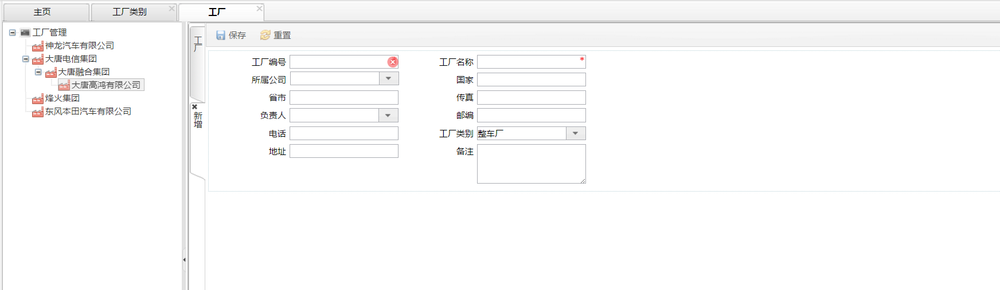 主页
工厂类别
工厂
工厂管理
神龙汽车有限公司
大唐电信集团
大唐融合集团
大唐高鸿有限公司
烽火集团
东风本田汽车有限公司
工厂
新增
保存
重置
工厂编号
工厂名称 *
所属公司
国家
省市
传真
负责人
邮编
电话
工厂类别 整车厂
地址
备注